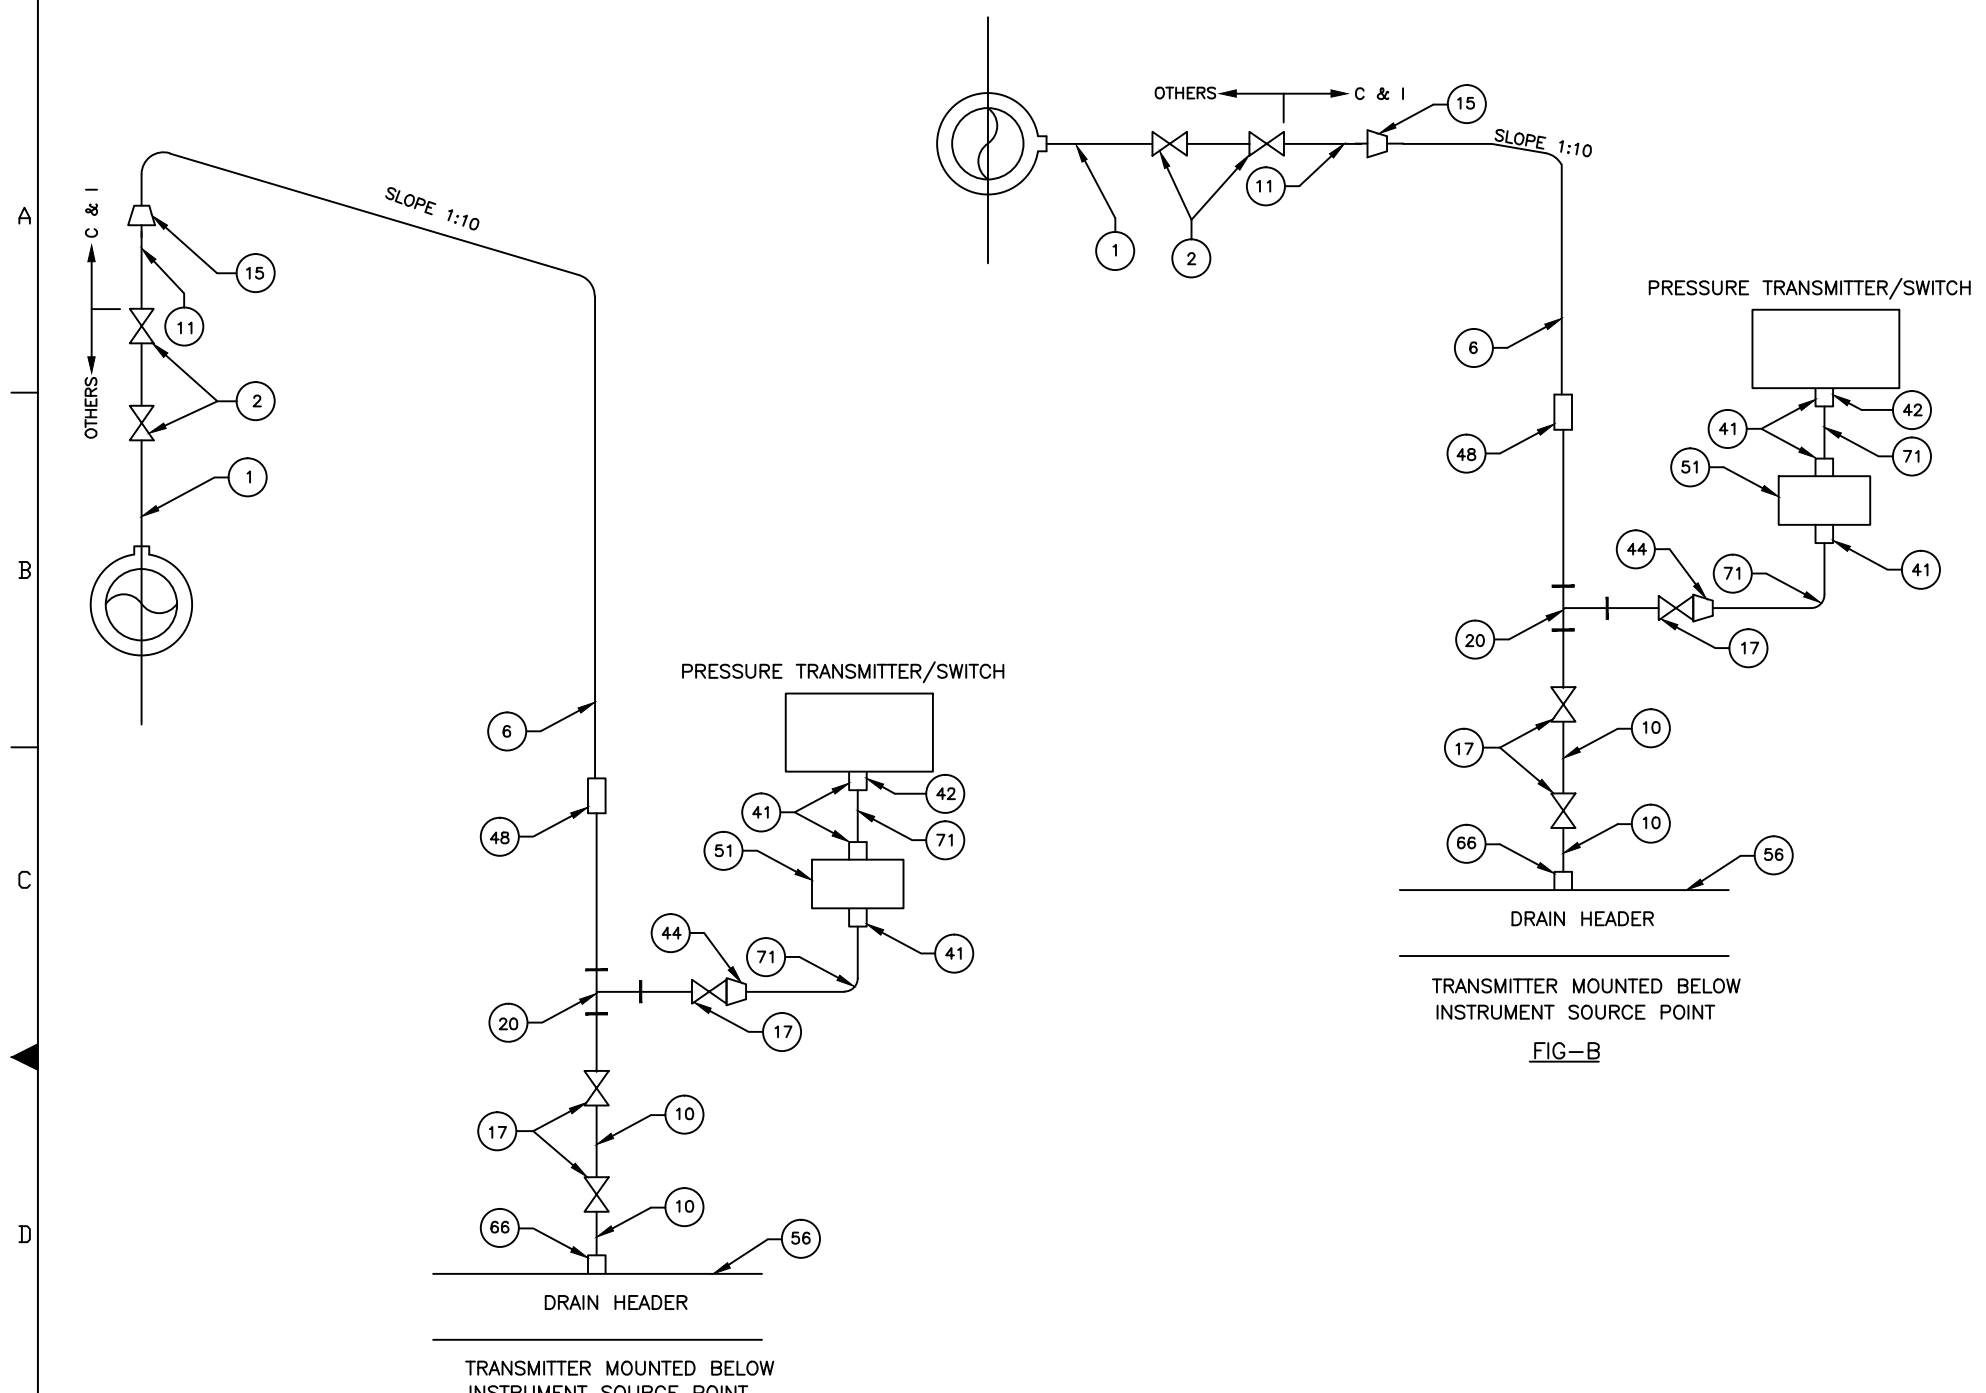 A
B
C
D
C & I
OTHERS
SLOPE 1:10
15
11
2
1
6
48
PRESSURE TRANSMITTER/SWITCH
42
41
71
51
41
44
71
20
17
17
10
10
66
56
DRAIN HEADER
TRANSMITTER MOUNTED BELOW
INSTRUMENT SOURCE POINT
OTHERS
C & I
15
SLOPE 1:10
11
1
2
6
48
PRESSURE TRANSMITTER/SWITCH
42
41
71
51
41
44
71
20
17
17
10
10
66
56
DRAIN HEADER
TRANSMITTER MOUNTED BELOW
INSTRUMENT SOURCE POINT
FIG-B